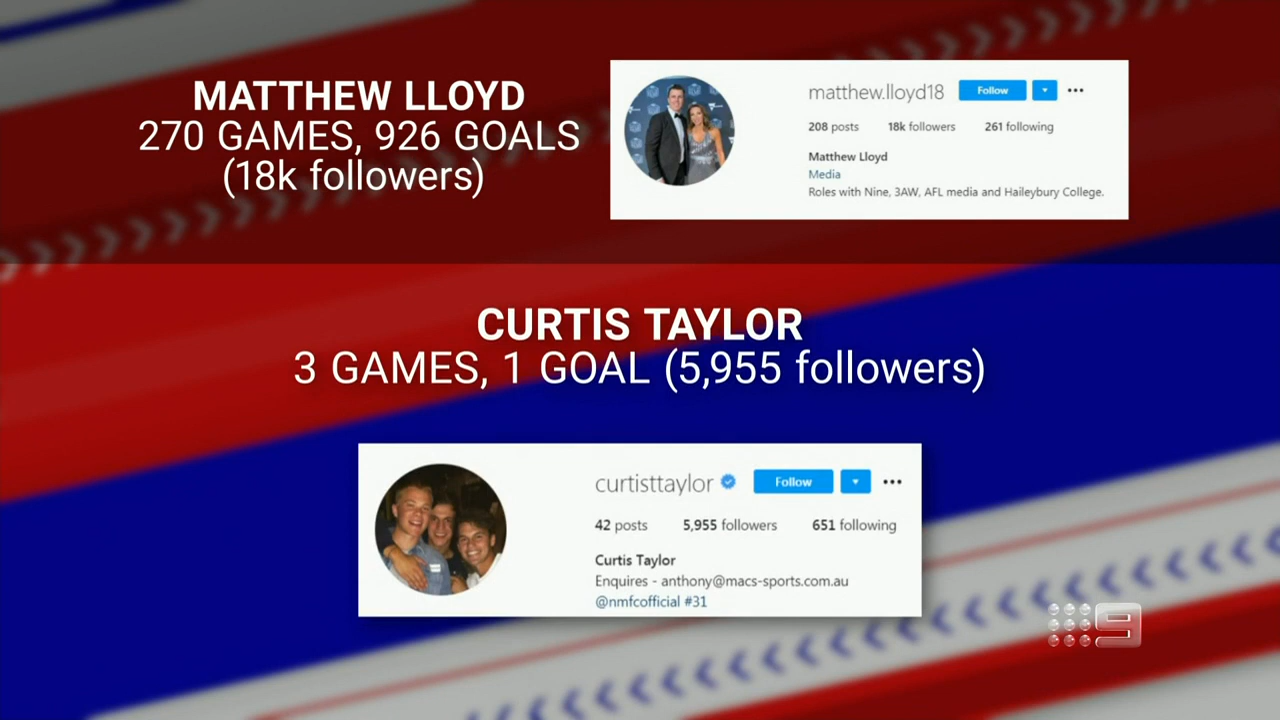 MATTHEW LLOYD
270 GAMES, 926 GOALS
(18k followers)
matthew.lloyd18 Follow
208 posts 18k followers 261 following
Matthew Lloyd
Media
Roles with Nine, 3AW, AFL media and Haileybury College.
CURTIS TAYLOR
3 GAMES, 1 GOAL (5,955 followers)
curtisttaylor Follow
42 posts 5,955 followers 651 following
Curtis Taylor
Enquires - anthony@macs-sports.com.au
@nmfcofficial #31
9